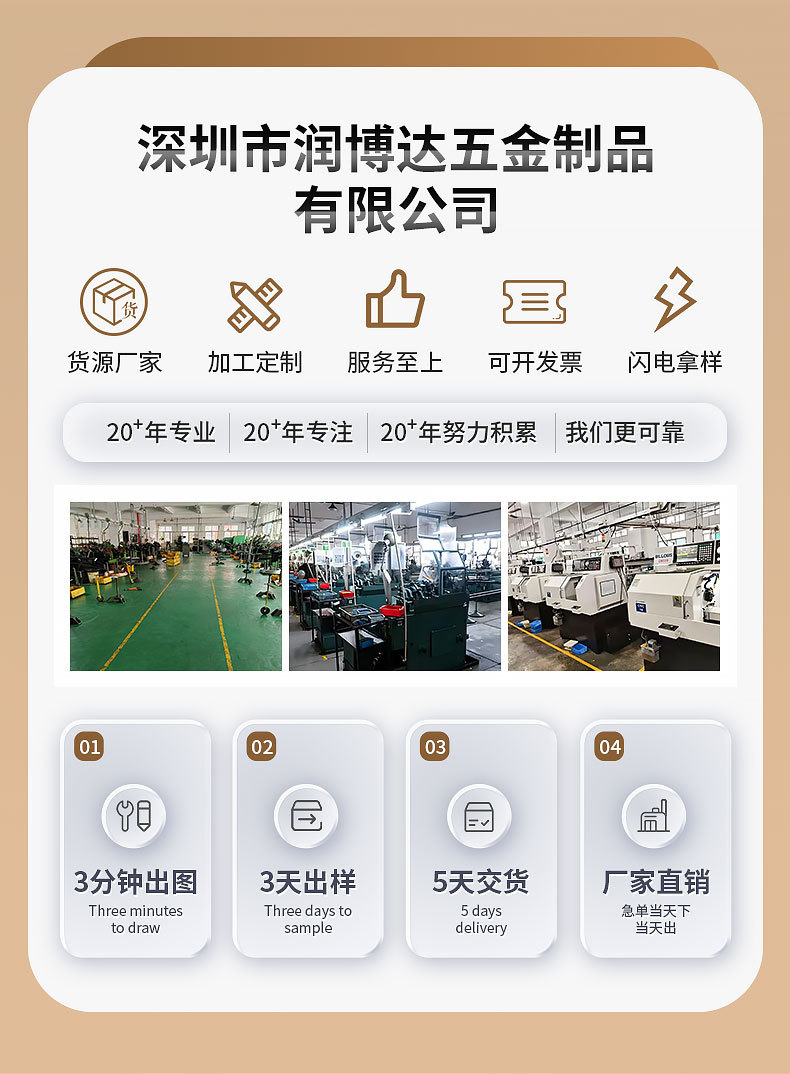 深圳市润博达五金制品
有限公司
货
货源厂家 加工定制 服务至上 可开发票 闪电拿样
20+年专业 20+年专注 20+年努力积累 我们更可靠
01 02 03 04
3分钟出图 3天出样 5天交货 厂家直销
Three minutes
to draw
Three days to
sample
5 days
delivery
急单当天下
当天出